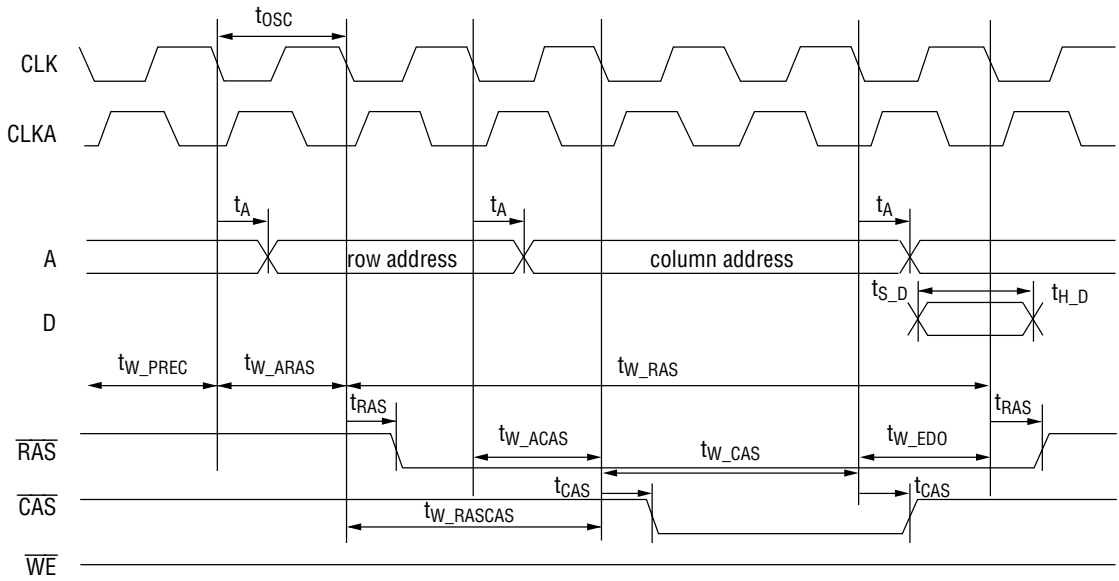 tOSC
CLK
CLKA
tA tA tA
A row address column address
tS_D tH_D
D
tW_PREC tW_ARAS tW_RAS
tRAS tRAS
RAS tW_ACAS tW_CAS tW_EDO
CAS tCAS tCAS
tW_RASCAS
WE